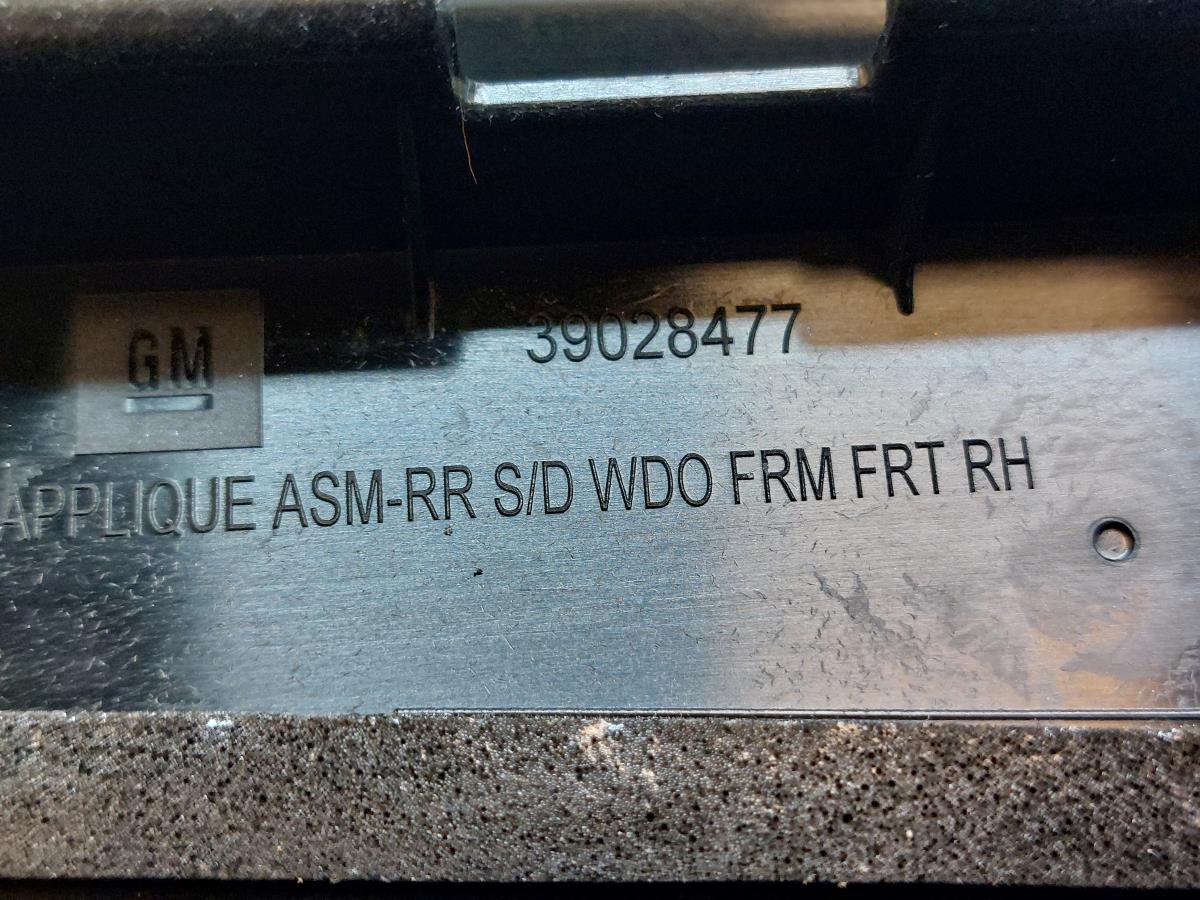 39028477
GM
APPLIQUE ASM-RR S/D WDO FRM FRT RH